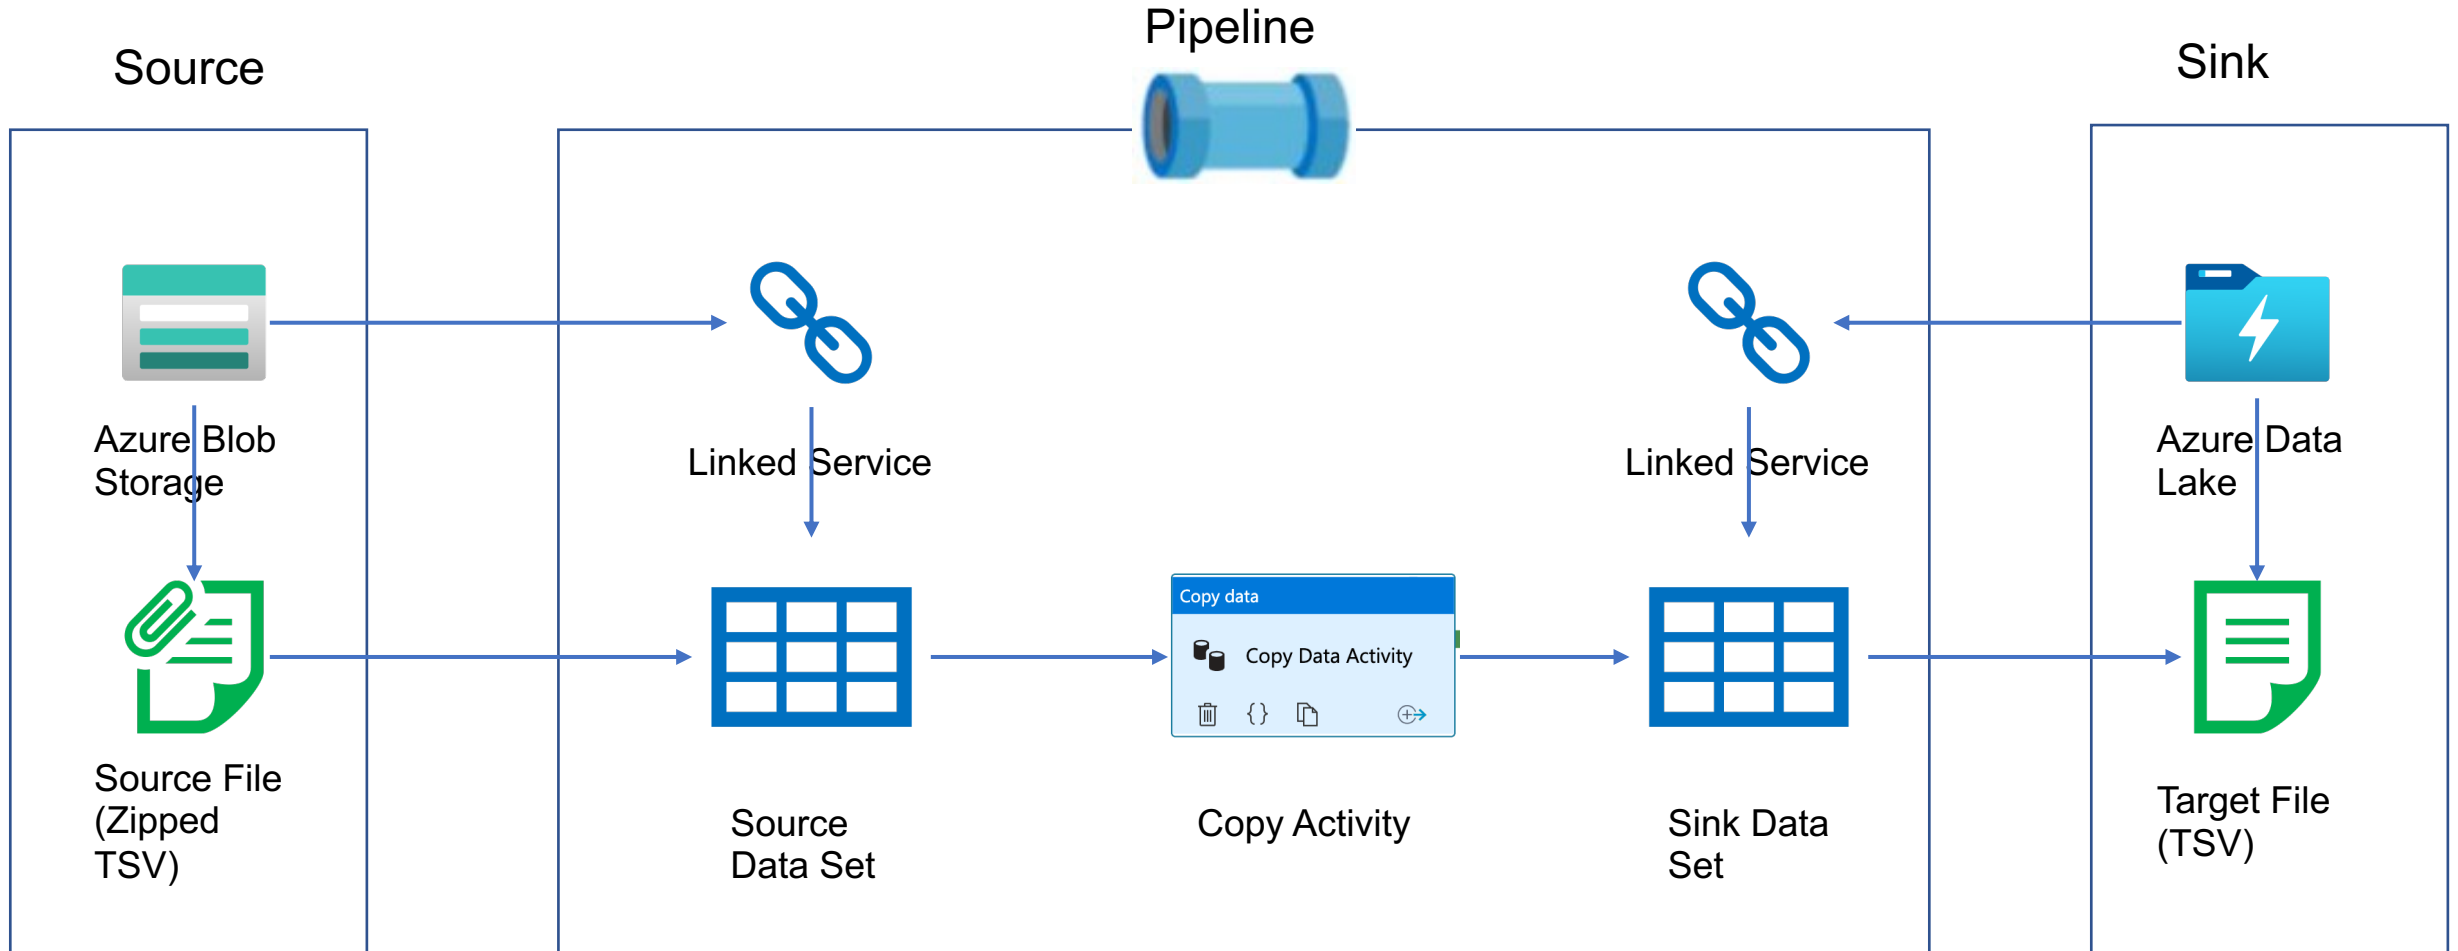 Pipeline
Source
Sink
Azure Blob
Storage
Linked Service
Linked Service
Azure Data
Lake
Copy data
Copy Data Activity
Source File
(Zipped
TSV)
Source
Data Set
Copy Activity
Sink Data
Set
Target File
(TSV)